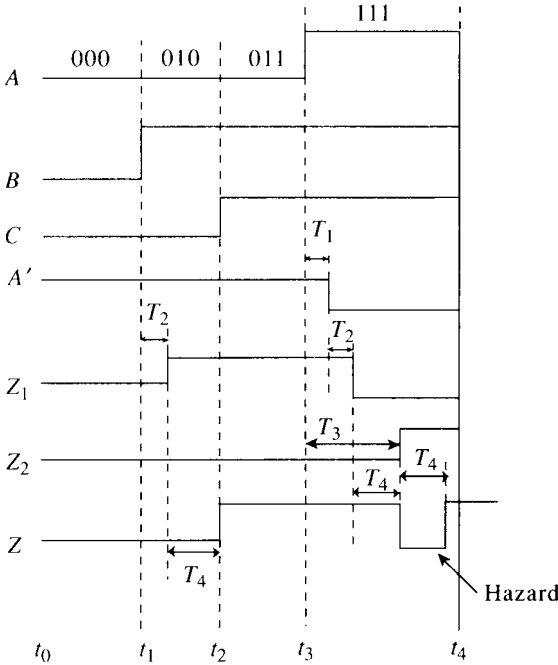 111
000 010 011
A
B
C
T₁
A′
T₂
T₂
Z₁
T₃
Z₂
T₄
T₄
Z
T₄
Hazard
t₀ t₁ t₂ t₃ t₄